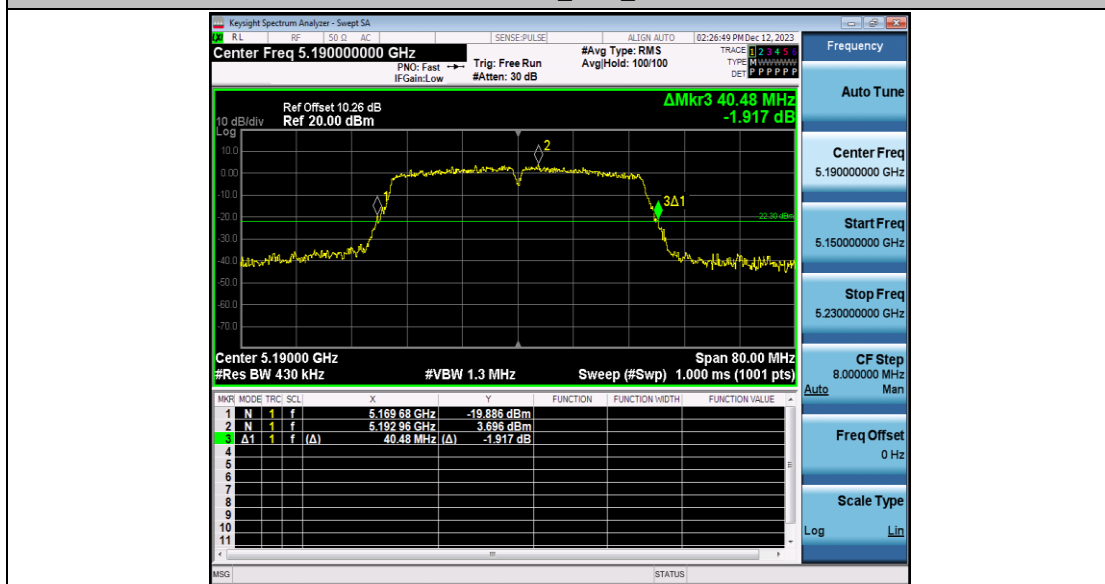 Keysight Spectrum Analyzer - Swept SA
RL RF 50 Ω AC SENSE:PULSE ALIGN AUTO 02:26:49 PM Dec 12, 2023
Center Freq 5.190000000 GHz
PNO: Fast
IFGain:Low
Trig: Free Run
#Atten: 30 dB
#Avg Type: RMS
Avg|Hold: 100/100
TRACE 1 2 3 4 5 6
TYPE M W W W W W
DET P P P P P P
Ref Offset 10.26 dB
10 dB/div Ref 20.00 dBm
Log
ΔMkr3 40.48 MHz
-1.917 dB
10.0
0.00
-10.0
-20.0
-30.0
-40.0
-50.0
-60.0
-70.0
1
2
3Δ1
-22.30 dBm
Center 5.19000 GHz Span 80.00 MHz
#Res BW 430 kHz #VBW 1.3 MHz Sweep (#Swp) 1.000 ms (1001 pts)
MKR MODE TRC SCL X Y FUNCTION FUNCTION WIDTH FUNCTION VALUE
1 N 1 f 5.169 68 GHz -19.886 dBm
2 N 1 f 5.192 96 GHz 3.696 dBm
3 Δ1 1 f (Δ) 40.48 MHz (Δ) -1.917 dB
4
5
6
7
8
9
10
11
MSG STATUS
Frequency
Auto Tune
Center Freq
5.190000000 GHz
Start Freq
5.150000000 GHz
Stop Freq
5.230000000 GHz
CF Step
8.000000 MHz
Auto Man
Freq Offset
0 Hz
Scale Type
Log Lin